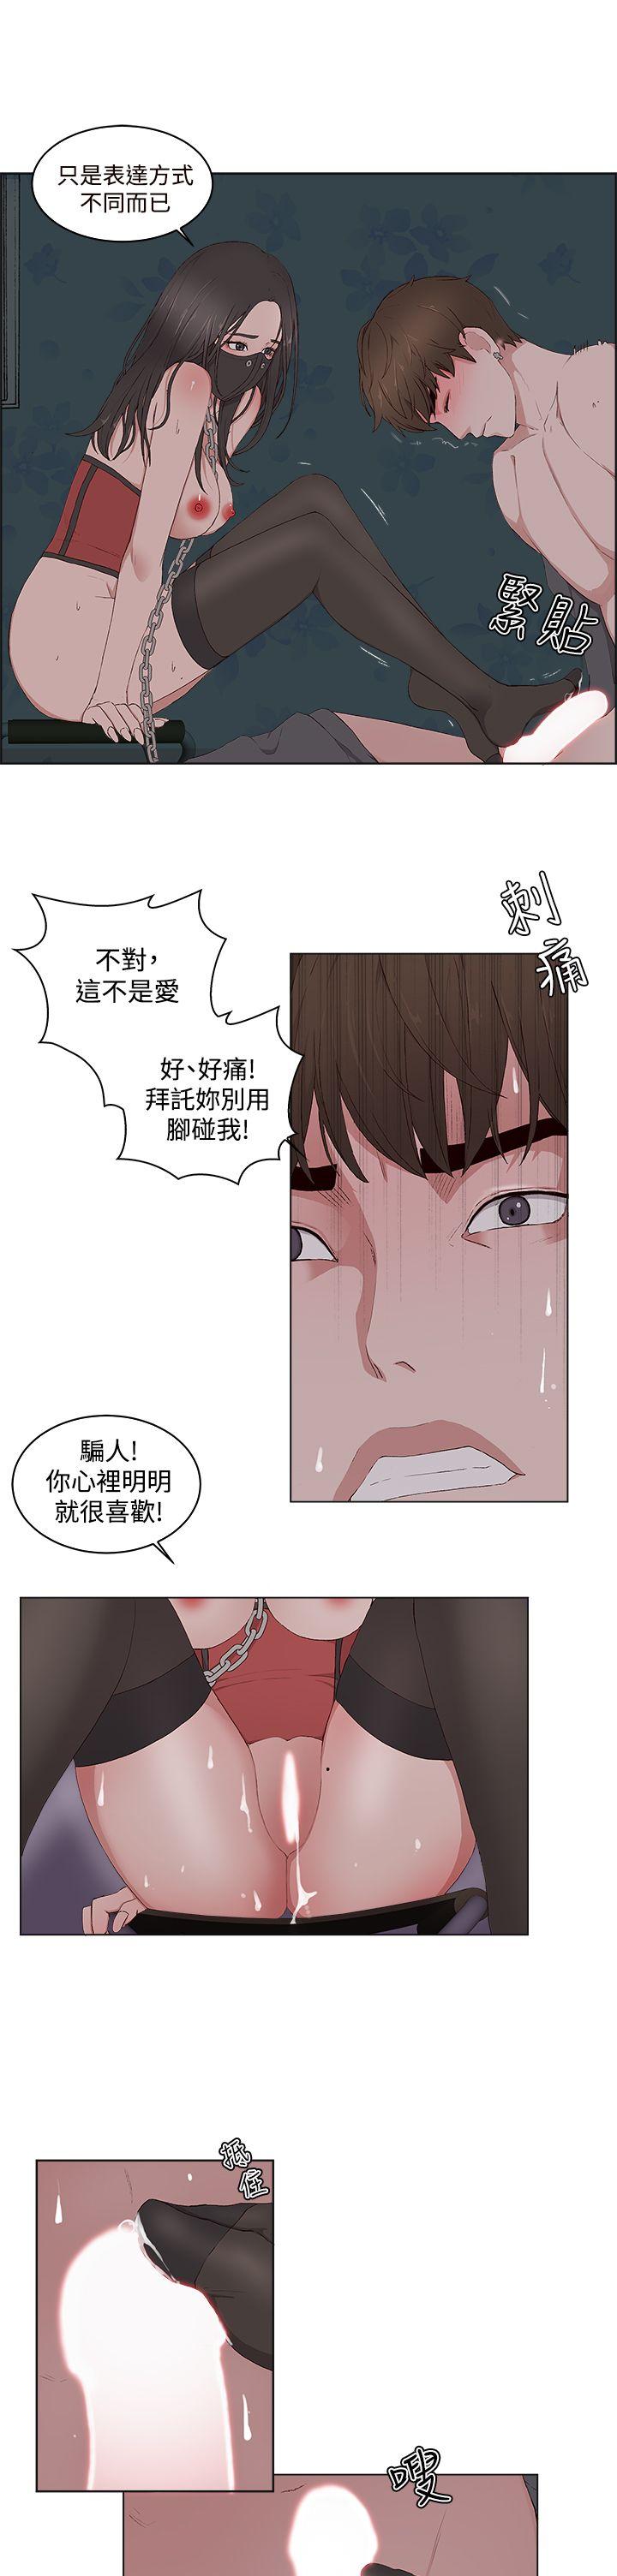 只是表達方式
不同而已
緊貼
刺
痛
不對，
這不是愛
好、好痛!
拜託妳別用
腳碰我!
騙人!
你心裡明明
就很喜歡!
抵
住
嗖